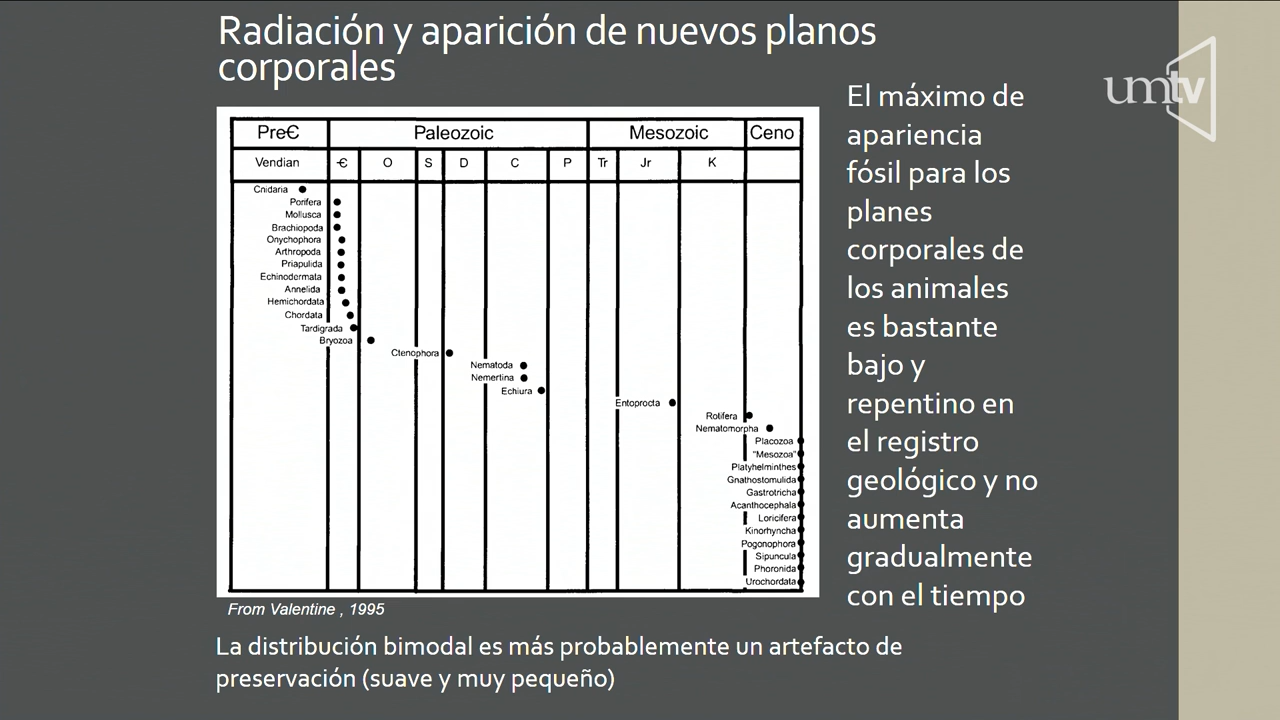 Radiación y aparición de nuevos planos
corporales
umtv
Pre€ Paleozoic Mesozoic Ceno
Vendian € O S D C P Tr Jr K
Cnidaria
Porifera
Mollusca
Brachiopoda
Onychophora
Arthropoda
Priapulida
Echinodermata
Annelida
Hemichordata
Chordata
Tardigrada
Bryozoa
Ctenophora
Nematoda
Nemertina
Echiura
Entoprocta
Rotifera
Nematomorpha
Placozoa
"Mesozoa"
Platyhelminthes
Gnathostomulida
Gastrotricha
Acanthocephala
Loricifera
Kinorhyncha
Pogonophora
Sipuncula
Phoronida
Urochordata
From Valentine , 1995
El máximo de
apariencia
fósil para los
planes
corporales de
los animales
es bastante
bajo y
repentino en
el registro
geológico y no
aumenta
gradualmente
con el tiempo
La distribución bimodal es más probablemente un artefacto de
preservación (suave y muy pequeño)